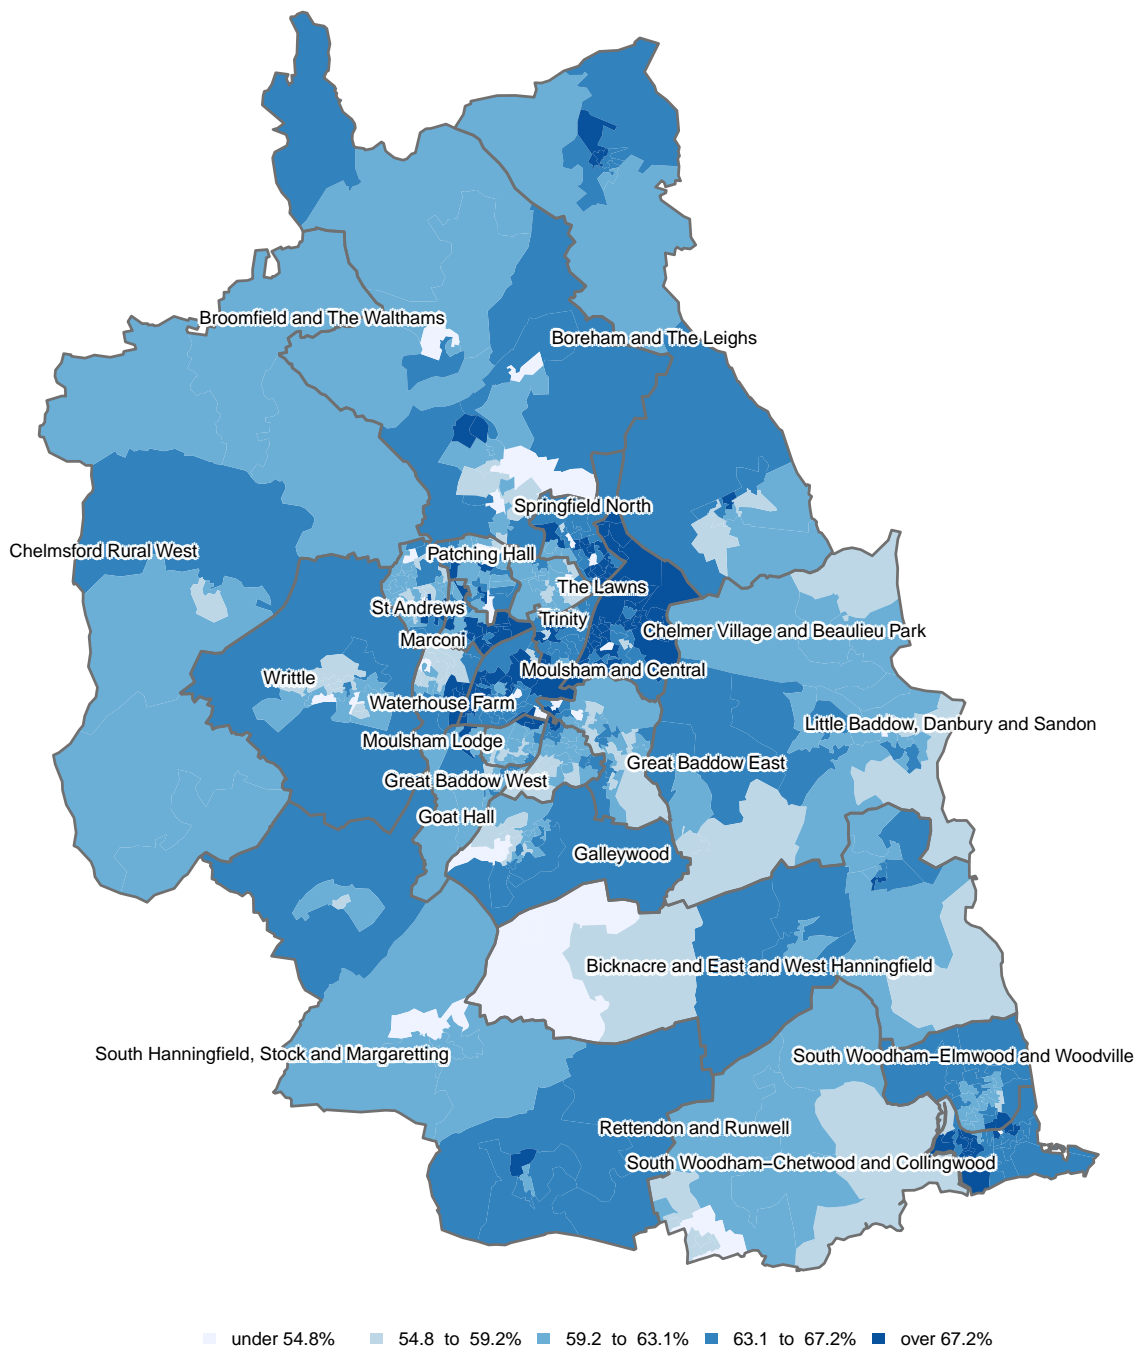 Broomfield and The Walthams
Boreham and The Leighs
Springfield North
Chelmsford Rural West
Patching Hall
The Lawns
St Andrews
Trinity
Chelmer Village and Beaulieu Park
Marconi
Moulsham and Central
Writtle
Waterhouse Farm
Little Baddow, Danbury and Sandon
Moulsham Lodge
Great Baddow East
Great Baddow West
Goat Hall
Galleywood
Bicknacre and East and West Hanningfield
South Hanningfield, Stock and Margaretting
South Woodham–Elmwood and Woodville
Rettendon and Runwell
South Woodham–Chetwood and Collingwood
under 54.8% 54.8 to 59.2% 59.2 to 63.1% 63.1 to 67.2% over 67.2%